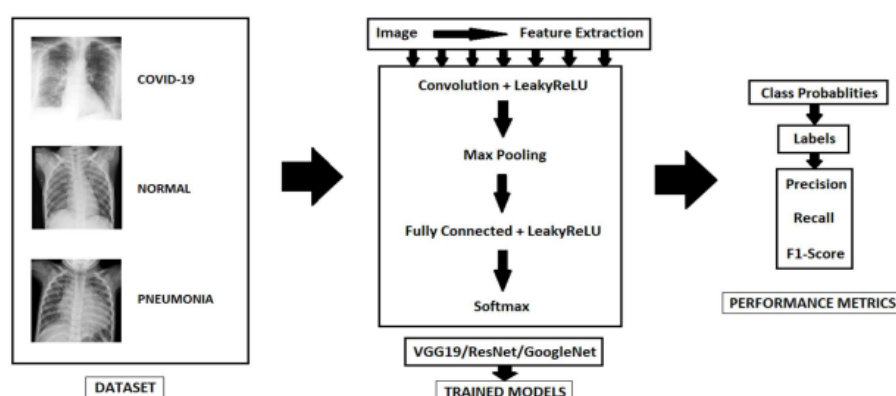 COVID-19
NORMAL
PNEUMONIA
DATASET
Image Feature Extraction
Convolution + LeakyReLU
Max Pooling
Fully Connected + LeakyReLU
Softmax
VGG19/ResNet/GoogleNet
TRAINED MODELS
Class Probablities
Labels
Precision
Recall
F1-Score
PERFORMANCE METRICS